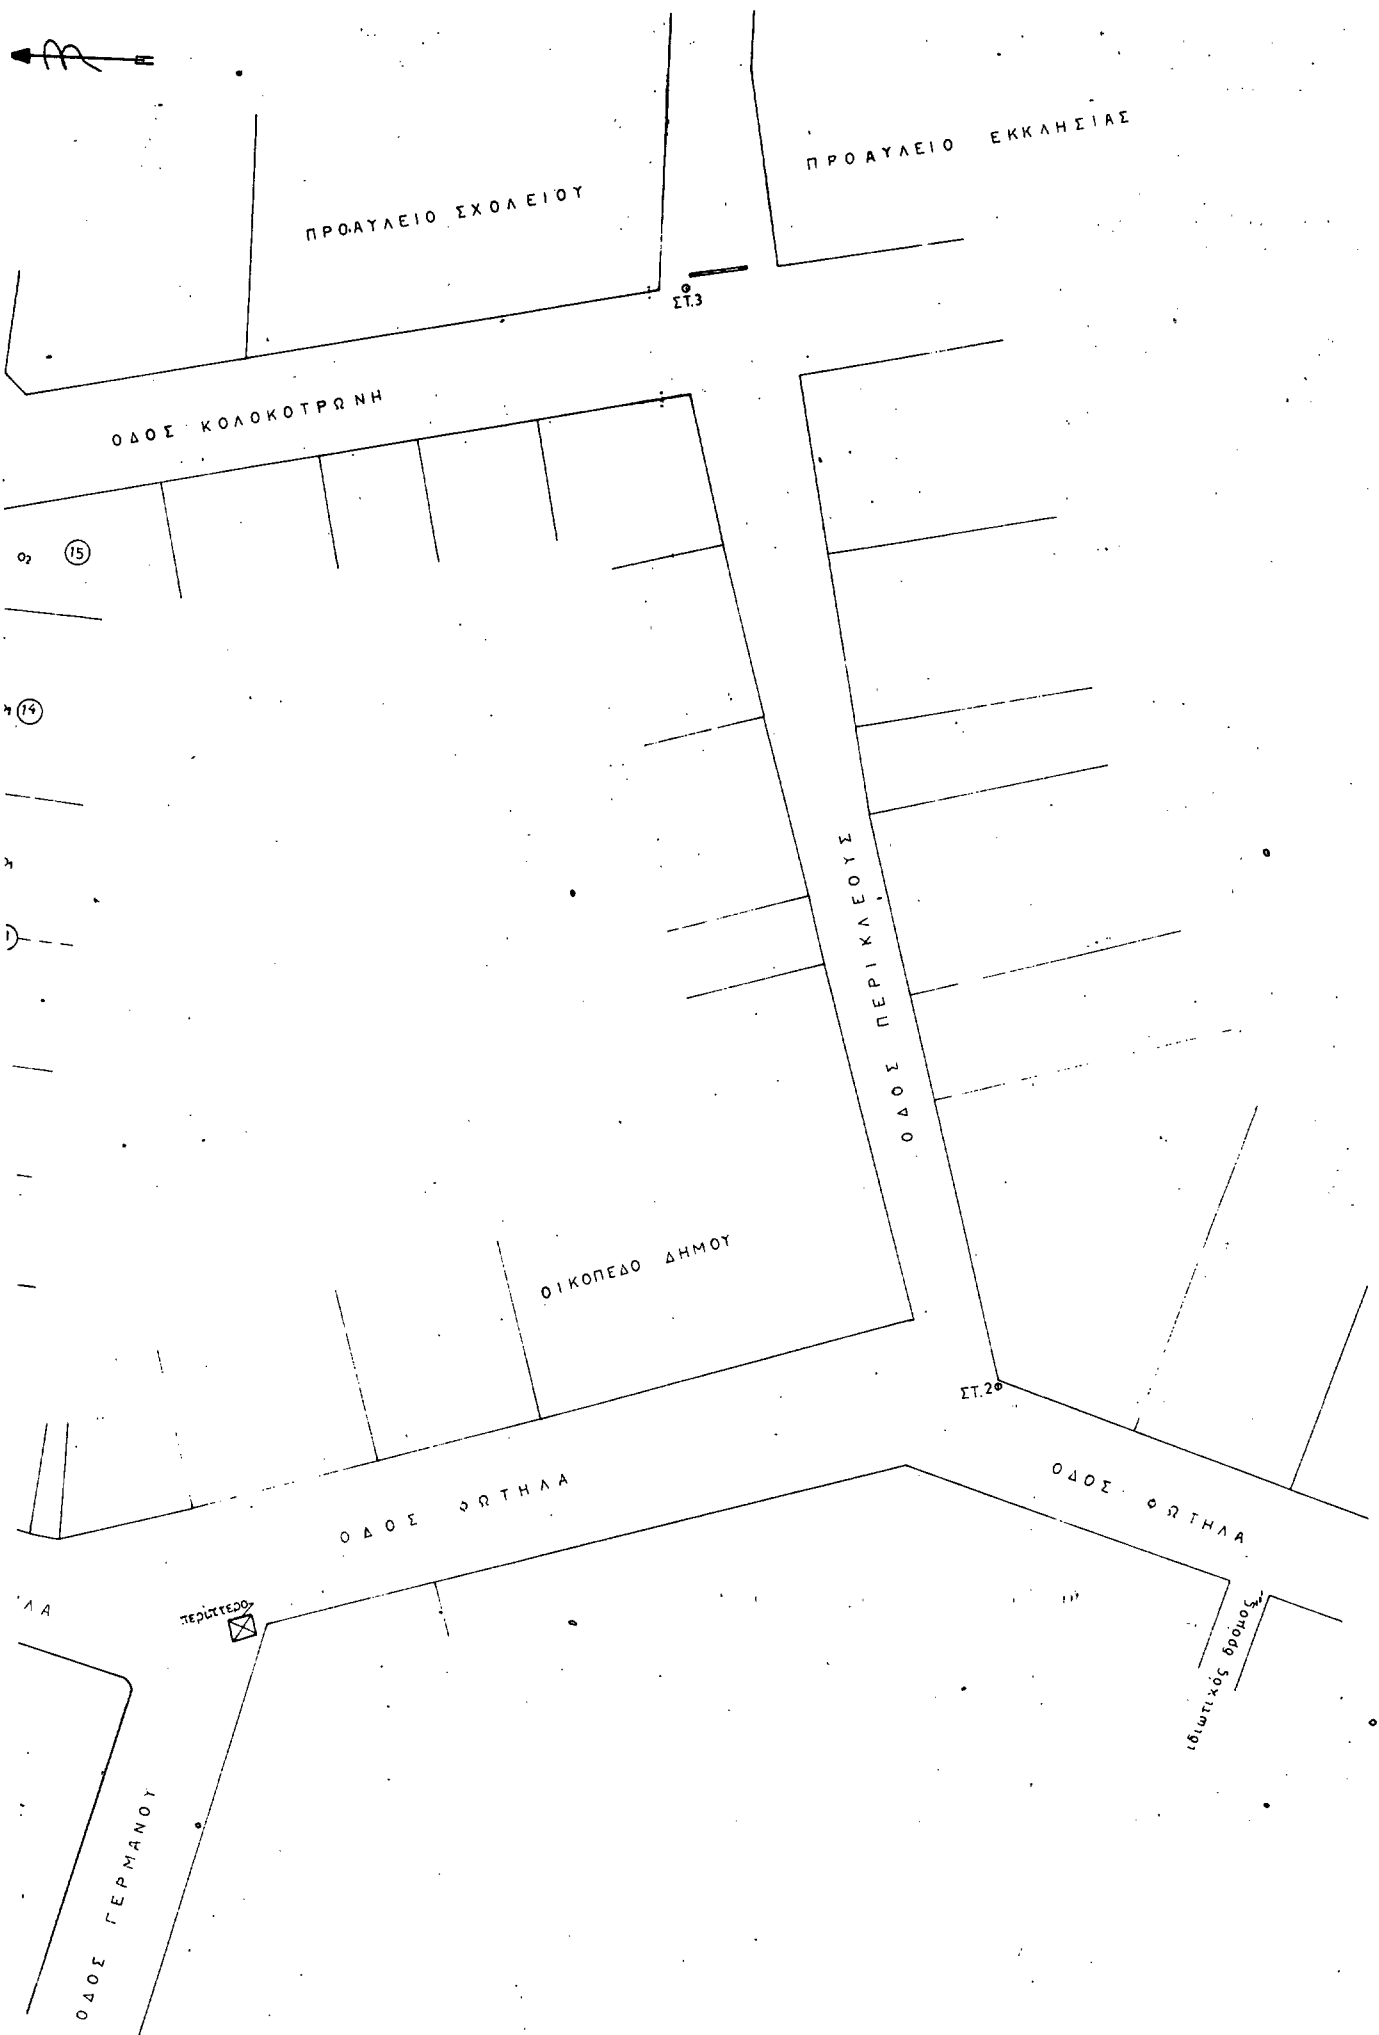 ΠΡΟΑΥΛΕΙΟ ΕΚΚΛΗΣΙΑΣ
ΠΡΟΑΥΛΕΙΟ ΣΧΟΛΕΙΟΥ
ΣΤ.3
ΟΔΟΣ ΚΟΛΟΚΟΤΡΩΝΗ
15
14
ΟΔΟΣ ΠΕΡΙΚΛΕΟΥΣ
ΟΙΚΟΠΕΔΟ ΔΗΜΟΥ
ΣΤ.2
ΟΔΟΣ ΦΩΤΗΛΑ
ΟΔΟΣ ΦΩΤΗΛΑ
ΛΑ
περίπτερο
ιδιωτικός δρόμος
ΟΔΟΣ ΓΕΡΜΑΝΟΥ